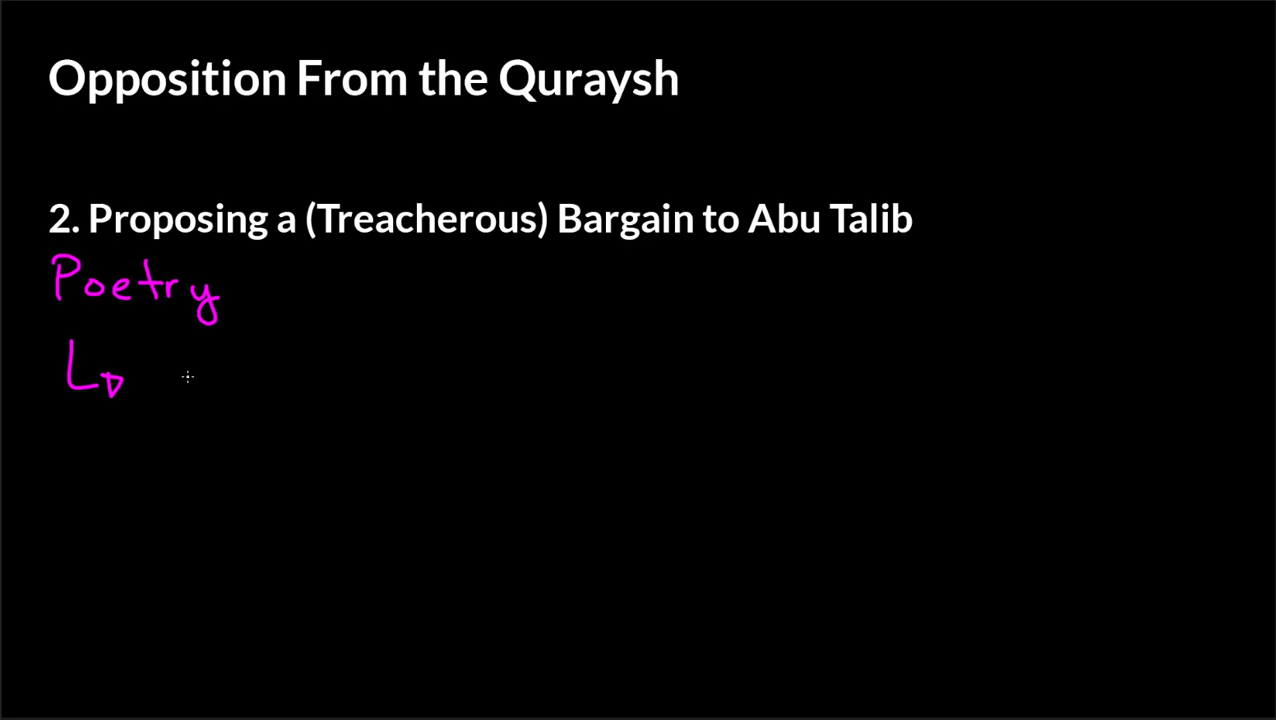 Opposition From the Quraysh
2. Proposing a (Treacherous) Bargain to Abu Talib
Poetry